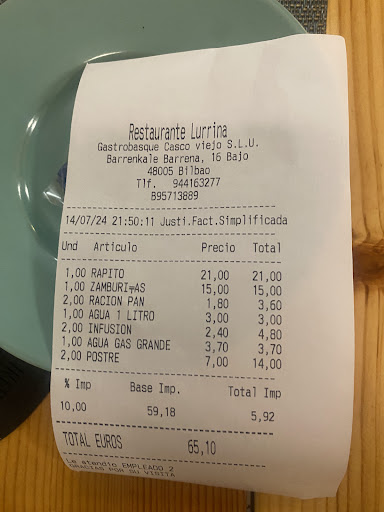 Restaurante Lurrina
Gastrobasque Casco viejo S.L.U.
Barrenkale Barrena, 16 Bajo
48005 Bilbao
Tlf. 944163277
B95713889
14/07/24 21:50:11 Justi.Fact.Simplificada
Und Articulo Precio Total
1,00 RAPITO 21,00 21,00
1,00 ZAMBURI╤AS 15,00 15,00
2,00 RACION PAN 1,80 3,60
1,00 AGUA 1 LITRO 3,00 3,00
2,00 INFUSION 2,40 4,80
1,00 AGUA GAS GRANDE 3,70 3,70
2,00 POSTRE 7,00 14,00
% Imp Base Imp. Total Imp
10,00 59,18 5,92
TOTAL EUROS 65,10
Le atendio EMPLEADO 2
GRACIAS POR SU VISITA